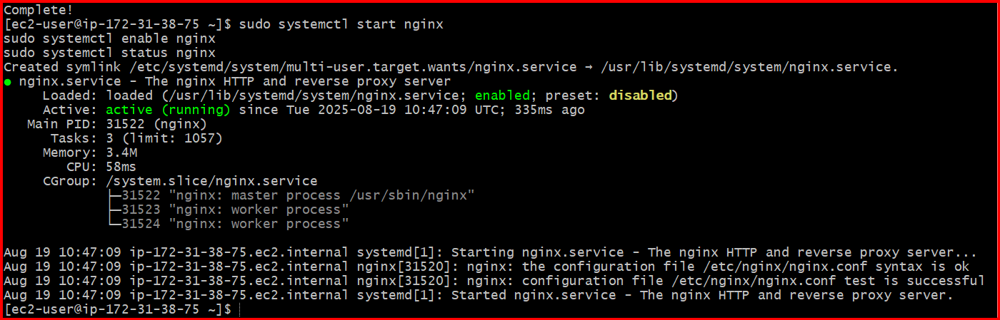 Complete!
[ec2-user@ip-172-31-38-75 ~]$ sudo systemctl start nginx
sudo systemctl enable nginx
sudo systemctl status nginx
Created symlink /etc/systemd/system/multi-user.target.wants/nginx.service → /usr/lib/systemd/system/nginx.service.
● nginx.service - The nginx HTTP and reverse proxy server
     Loaded: loaded (/usr/lib/systemd/system/nginx.service; enabled; preset: disabled)
     Active: active (running) since Tue 2025-08-19 10:47:09 UTC; 335ms ago
   Main PID: 31522 (nginx)
      Tasks: 3 (limit: 1057)
     Memory: 3.4M
        CPU: 58ms
     CGroup: /system.slice/nginx.service
             ├─31522 "nginx: master process /usr/sbin/nginx"
             ├─31523 "nginx: worker process"
             └─31524 "nginx: worker process"
Aug 19 10:47:09 ip-172-31-38-75.ec2.internal systemd[1]: Starting nginx.service - The nginx HTTP and reverse proxy server...
Aug 19 10:47:09 ip-172-31-38-75.ec2.internal nginx[31520]: nginx: the configuration file /etc/nginx/nginx.conf syntax is ok
Aug 19 10:47:09 ip-172-31-38-75.ec2.internal nginx[31520]: nginx: configuration file /etc/nginx/nginx.conf test is successful
Aug 19 10:47:09 ip-172-31-38-75.ec2.internal systemd[1]: Started nginx.service - The nginx HTTP and reverse proxy server.
[ec2-user@ip-172-31-38-75 ~]$